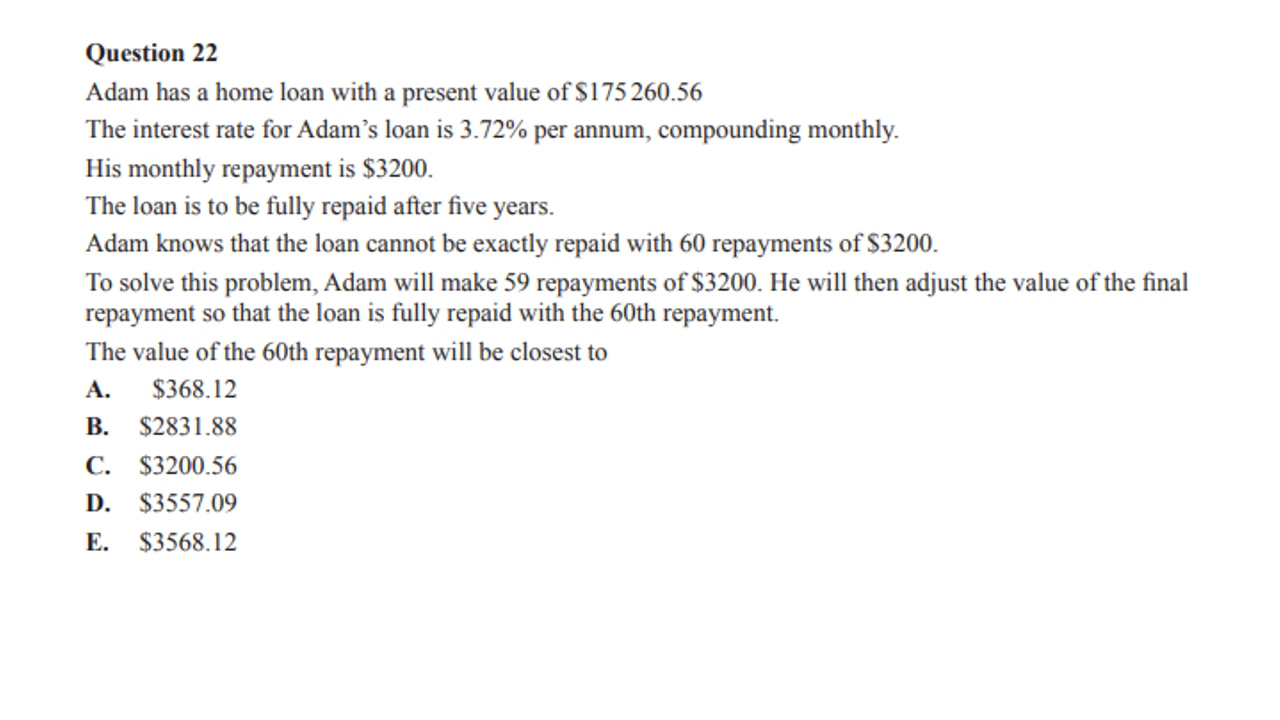 Question 22
Adam has a home loan with a present value of $175 260.56
The interest rate for Adam’s loan is 3.72% per annum, compounding monthly.
His monthly repayment is $3200.
The loan is to be fully repaid after five years.
Adam knows that the loan cannot be exactly repaid with 60 repayments of $3200.
To solve this problem, Adam will make 59 repayments of $3200. He will then adjust the value of the final
repayment so that the loan is fully repaid with the 60th repayment.
The value of the 60th repayment will be closest to
A. $368.12
B. $2831.88
C. $3200.56
D. $3557.09
E. $3568.12